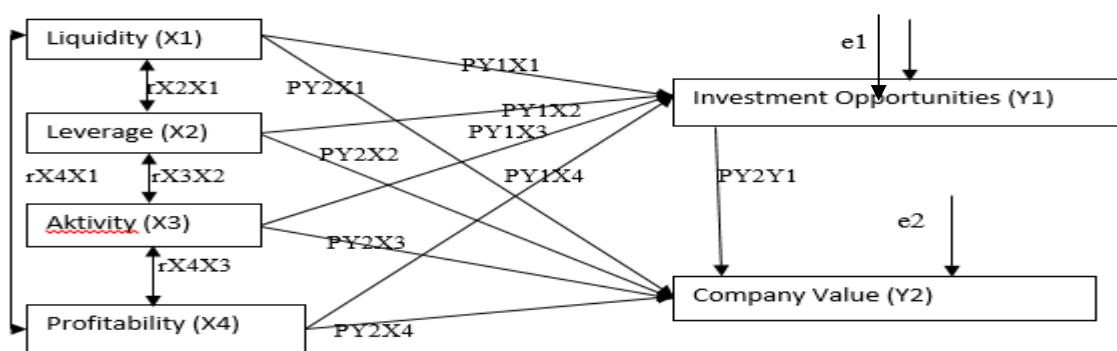 Liquidity (X1)
e1
PY1X1
rX2X1
PY2X1
Investment Opportunities (Y1)
PY1X2
Leverage (X2)
PY1X3
PY2X2
rX4X1
rX3X2
PY1X4
PY2Y1
Aktivity (X3)
e2
PY2X3
rX4X3
Company Value (Y2)
Profitability (X4)
PY2X4